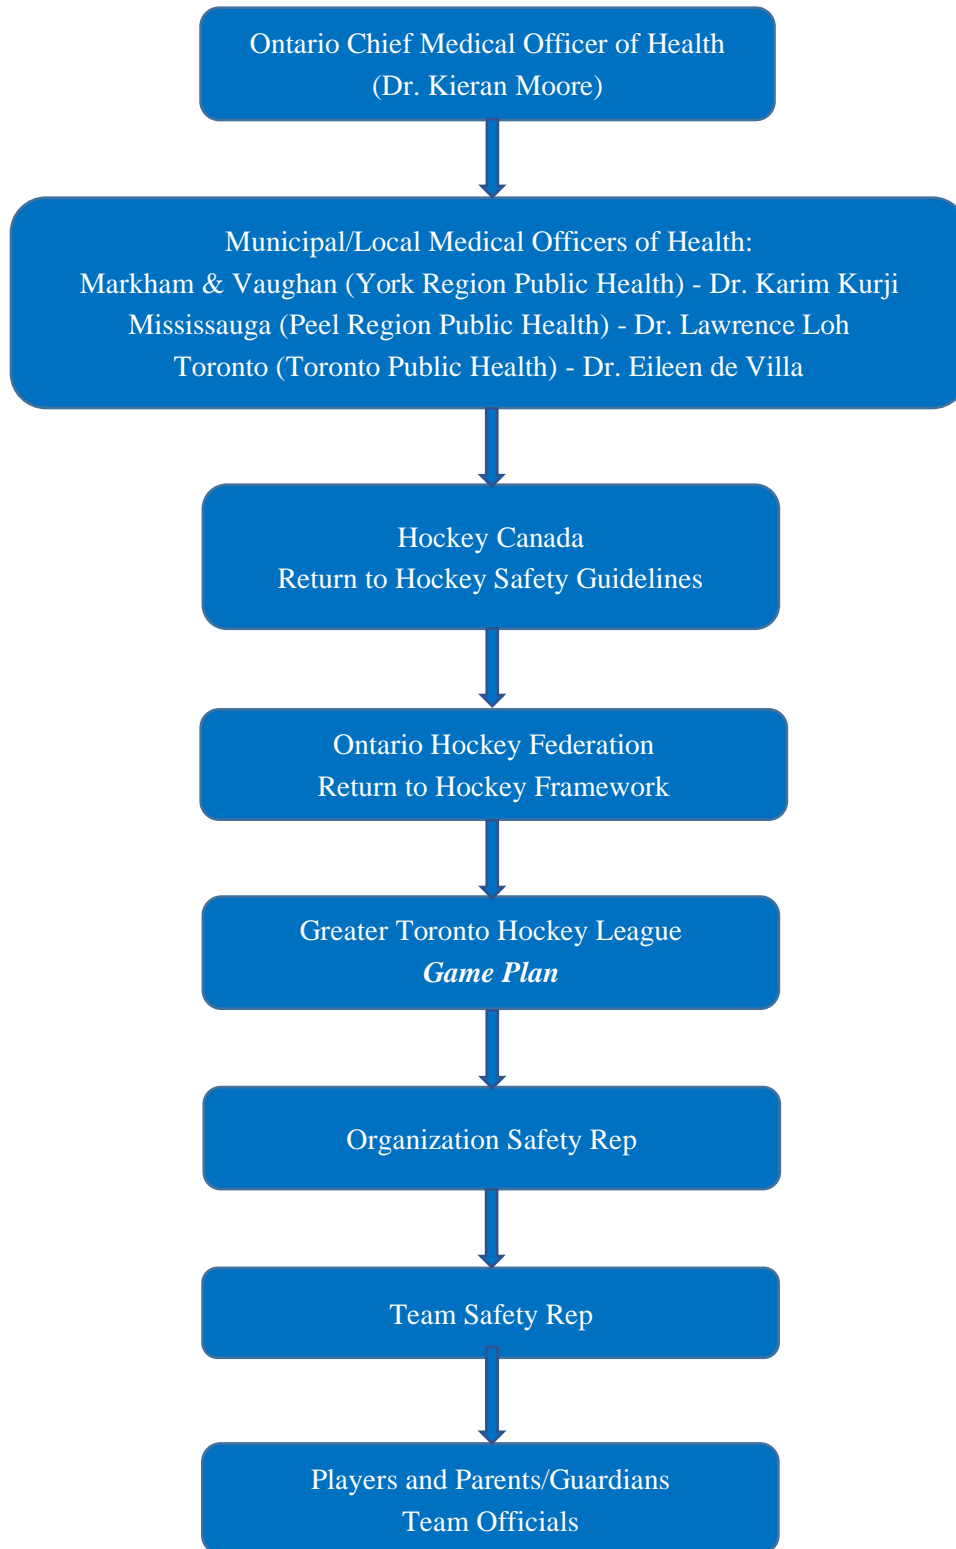 Ontario Chief Medical Officer of Health
(Dr. Kieran Moore)
Municipal/Local Medical Officers of Health:
Markham & Vaughan (York Region Public Health) - Dr. Karim Kurji
Mississauga (Peel Region Public Health) - Dr. Lawrence Loh
Toronto (Toronto Public Health) - Dr. Eileen de Villa
Hockey Canada
Return to Hockey Safety Guidelines
Ontario Hockey Federation
Return to Hockey Framework
Greater Toronto Hockey League
Game Plan
Organization Safety Rep
Team Safety Rep
Players and Parents/Guardians
Team Officials